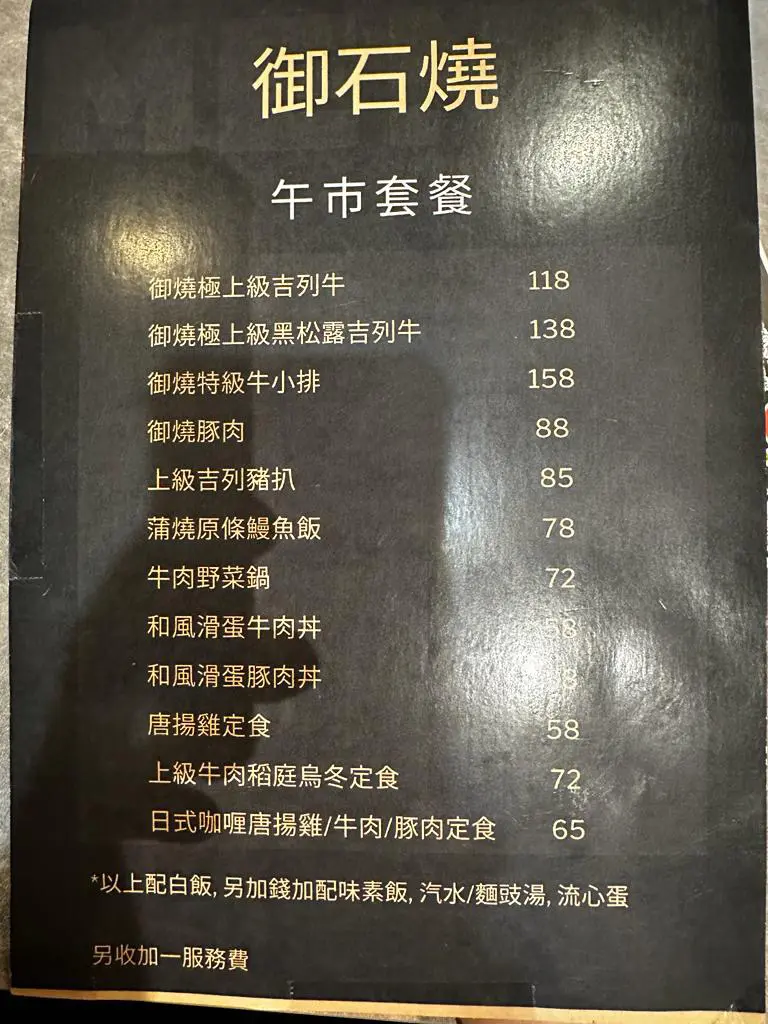 御石燒
午市套餐
御燒極上級吉列牛 118
御燒極上級黑松露吉列牛 138
御燒特級牛小排 158
御燒豚肉 88
上級吉列豬扒 85
蒲燒原條鰻魚飯 78
牛肉野菜鍋 72
和風滑蛋牛肉丼 58
和風滑蛋豚肉丼
唐揚雞定食 58
上級牛肉稻庭烏冬定食 72
日式咖喱唐揚雞/牛肉/豚肉定食 65
*以上配白飯, 另加錢加配味素飯, 汽水/麵豉湯, 流心蛋
另收加一服務費